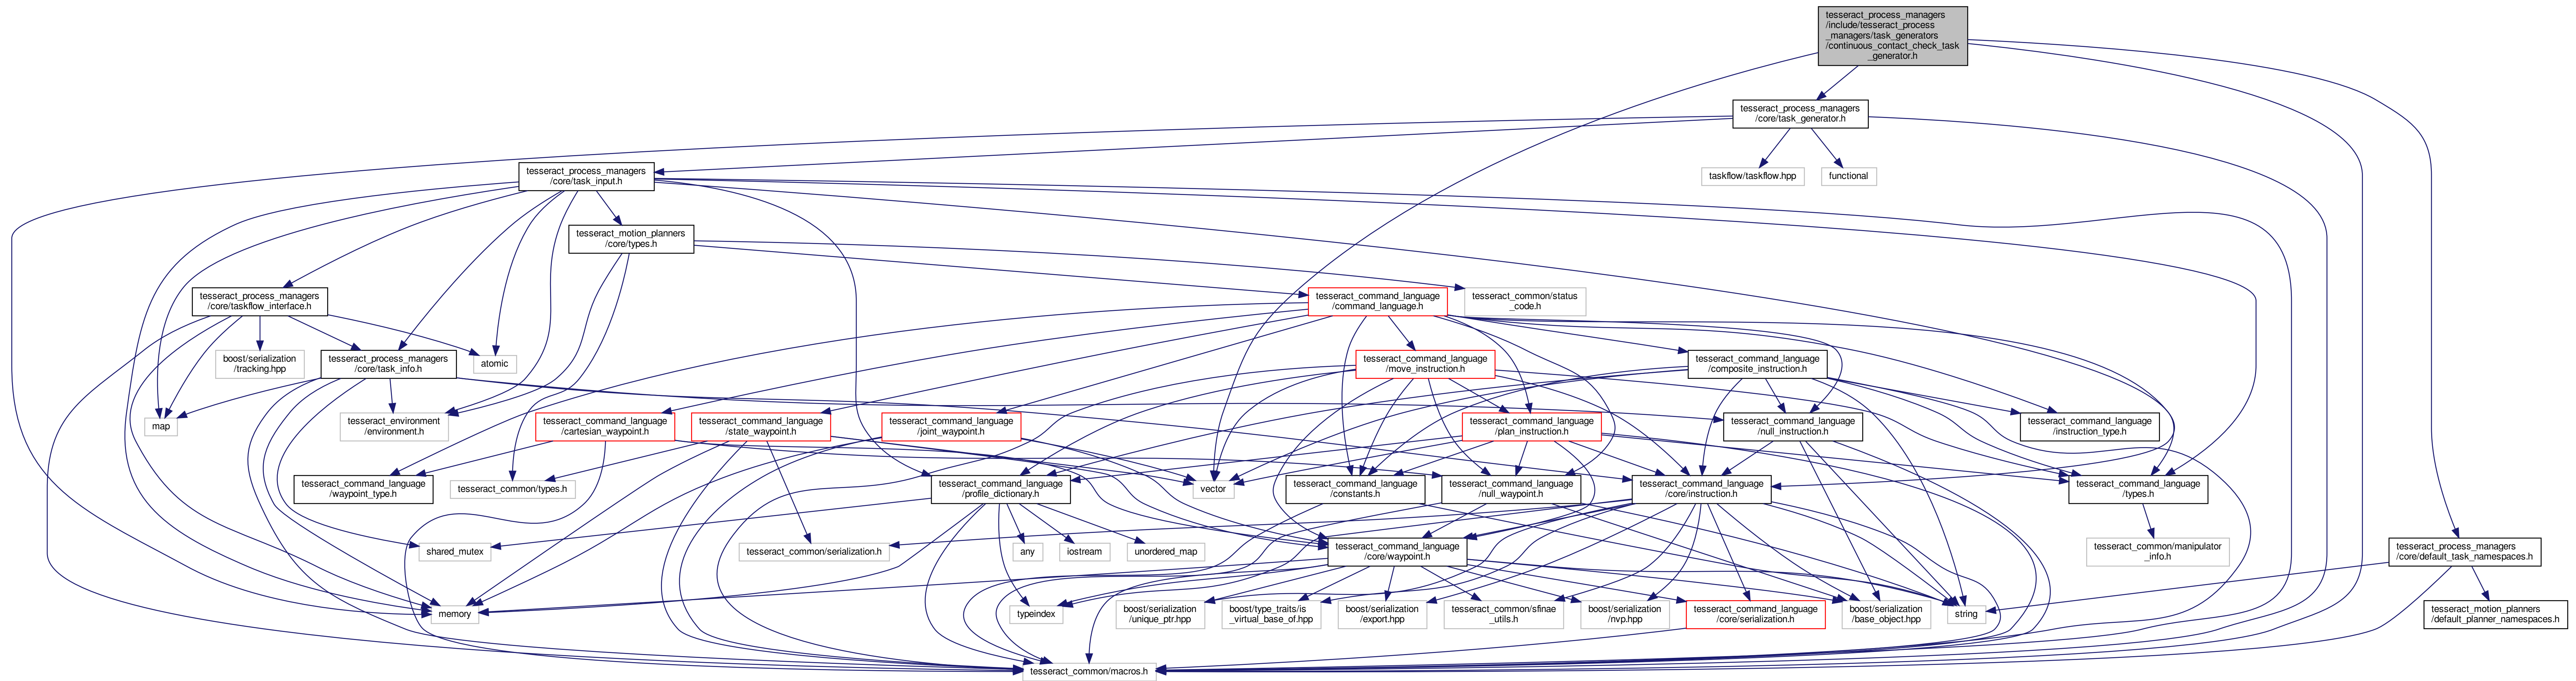 tesseract_process_managers
/include/tesseract_process
_managers/task_generators
/continuous_contact_check_task
_generator.h
tesseract_process_managers
/core/task_generator.h
tesseract_process_managers
/core/task_input.h
taskflow/taskflow.hpp
functional
tesseract_motion_planners
/core/types.h
tesseract_process_managers
/core/taskflow_interface.h
tesseract_command_language
/command_language.h
tesseract_common/status
_code.h
boost/serialization
/tracking.hpp
tesseract_process_managers
/core/task_info.h
atomic
tesseract_command_language
/move_instruction.h
tesseract_command_language
/composite_instruction.h
map
tesseract_environment
/environment.h
tesseract_command_language
/cartesian_waypoint.h
tesseract_command_language
/state_waypoint.h
tesseract_command_language
/joint_waypoint.h
tesseract_command_language
/plan_instruction.h
tesseract_command_language
/null_instruction.h
tesseract_command_language
/instruction_type.h
tesseract_command_language
/waypoint_type.h
tesseract_common/types.h
tesseract_command_language
/profile_dictionary.h
vector
tesseract_command_language
/constants.h
tesseract_command_language
/null_waypoint.h
tesseract_command_language
/core/instruction.h
tesseract_command_language
/types.h
shared_mutex
tesseract_common/serialization.h
any
iostream
unordered_map
tesseract_command_language
/core/waypoint.h
tesseract_common/manipulator
_info.h
tesseract_process_managers
/core/default_task_namespaces.h
memory
typeindex
boost/serialization
/unique_ptr.hpp
boost/type_traits/is
_virtual_base_of.hpp
boost/serialization
/export.hpp
tesseract_common/sfinae
_utils.h
boost/serialization
/nvp.hpp
tesseract_command_language
/core/serialization.h
boost/serialization
/base_object.hpp
string
tesseract_motion_planners
/default_planner_namespaces.h
tesseract_common/macros.h